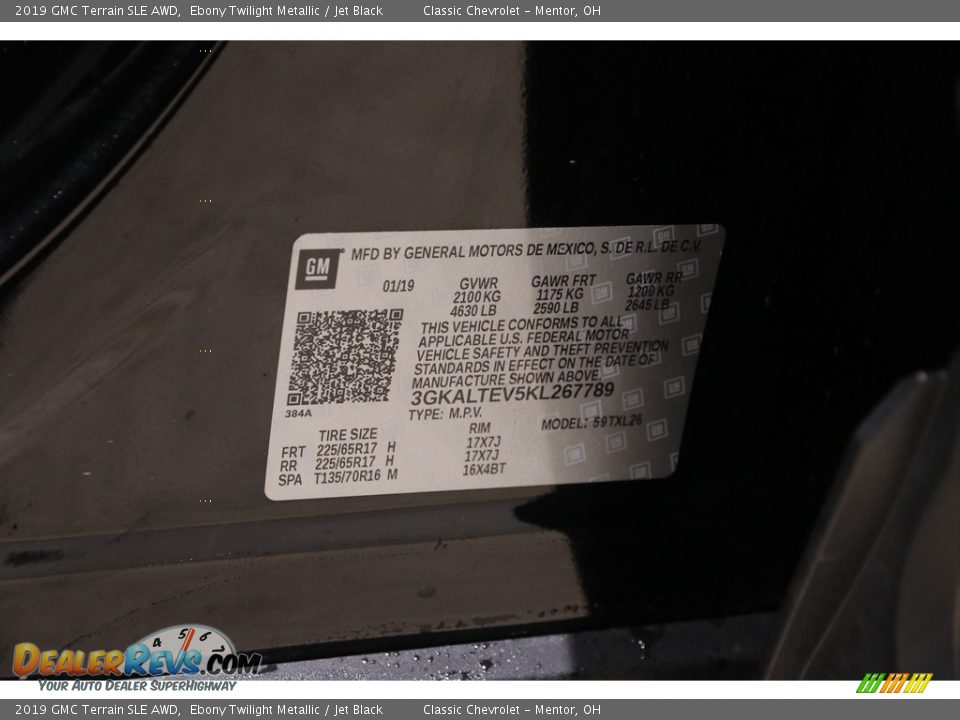 2019 GMC Terrain SLE AWD,  Ebony Twilight Metallic / Jet Black        Classic Chevrolet – Mentor, OH
GM MFD BY GENERAL MOTORS DE MEXICO, S. DE R.L. DE C.V.
01/19 GVWR GAWR FRT GAWR RR
2100 KG 1175 KG 1200 KG
4630 LB 2590 LB 2645 LB
THIS VEHICLE CONFORMS TO ALL
APPLICABLE U.S. FEDERAL MOTOR
VEHICLE SAFETY AND THEFT PREVENTION
STANDARDS IN EFFECT ON THE DATE OF
MANUFACTURE SHOWN ABOVE.
3GKALTEV5KL267789
384A TYPE: M.P.V. MODEL: 59TXL26
TIRE SIZE RIM
FRT 225/65R17 H 17X7J
RR 225/65R17 H 17X7J
SPA T135/70R16 M 16X4BT
4 5 6
DealerRevs.com
Your Auto Dealer SuperHighway
2019 GMC Terrain SLE AWD,  Ebony Twilight Metallic / Jet Black        Classic Chevrolet – Mentor, OH